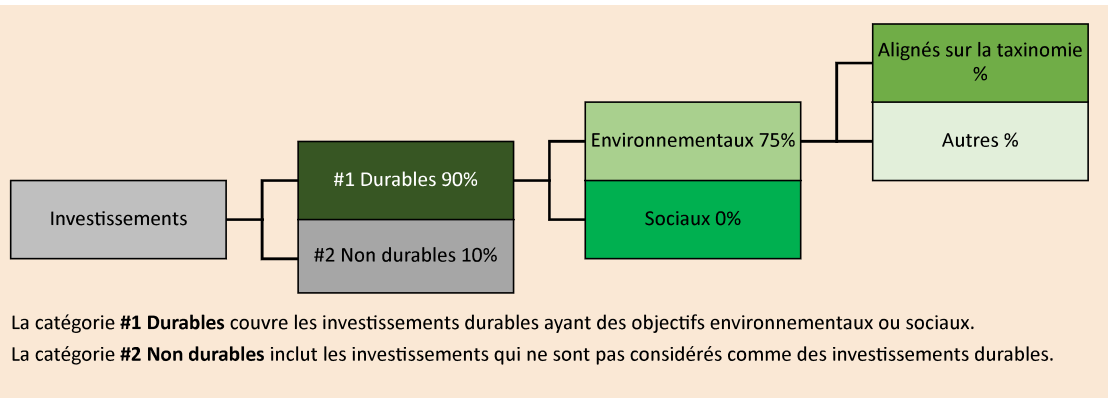 Investissements
#1 Durables 90%
#2 Non durables 10%
Environnementaux 75%
Sociaux 0%
Alignés sur la taxinomie
%
Autres %
La catégorie #1 Durables couvre les investissements durables ayant des objectifs environnementaux ou sociaux.
La catégorie #2 Non durables inclut les investissements qui ne sont pas considérés comme des investissements durables.